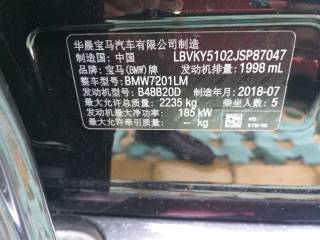 华晨宝马汽车有限公司制造
制造国: 中国 LBVKY5102JSP87047
品牌: 宝马(BMW)牌 发动机排量: 1998 mL
整车型号: BMW7201LM
发动机型号: B48B20D 制造年月: 2018-07
最大允许总质量: 2235 kg 乘坐人数: 5
发动机最大净功率: 185 kW
最大允许牵引质量: -- kg